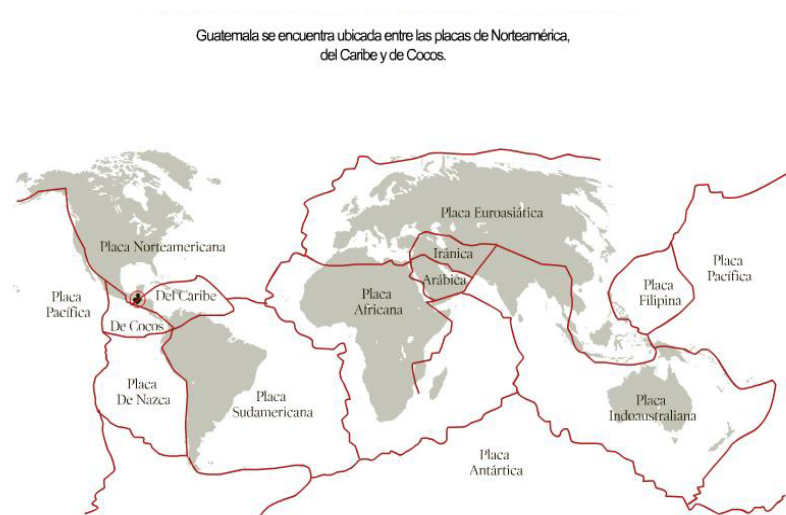 Guatemala se encuentra ubicada entre las placas de Norteamérica,
del Caribe y de Cocos.
Placa Norteamericana
Placa Euroasiática
Iránica
Arábica
Placa
Pacífica
Del Caribe
De Cocos
Placa
Africana
Placa
Filipina
Placa
Pacífica
Placa
De Nazca
Placa
Sudamericana
Placa
Indoaustraliana
Placa
Antártica